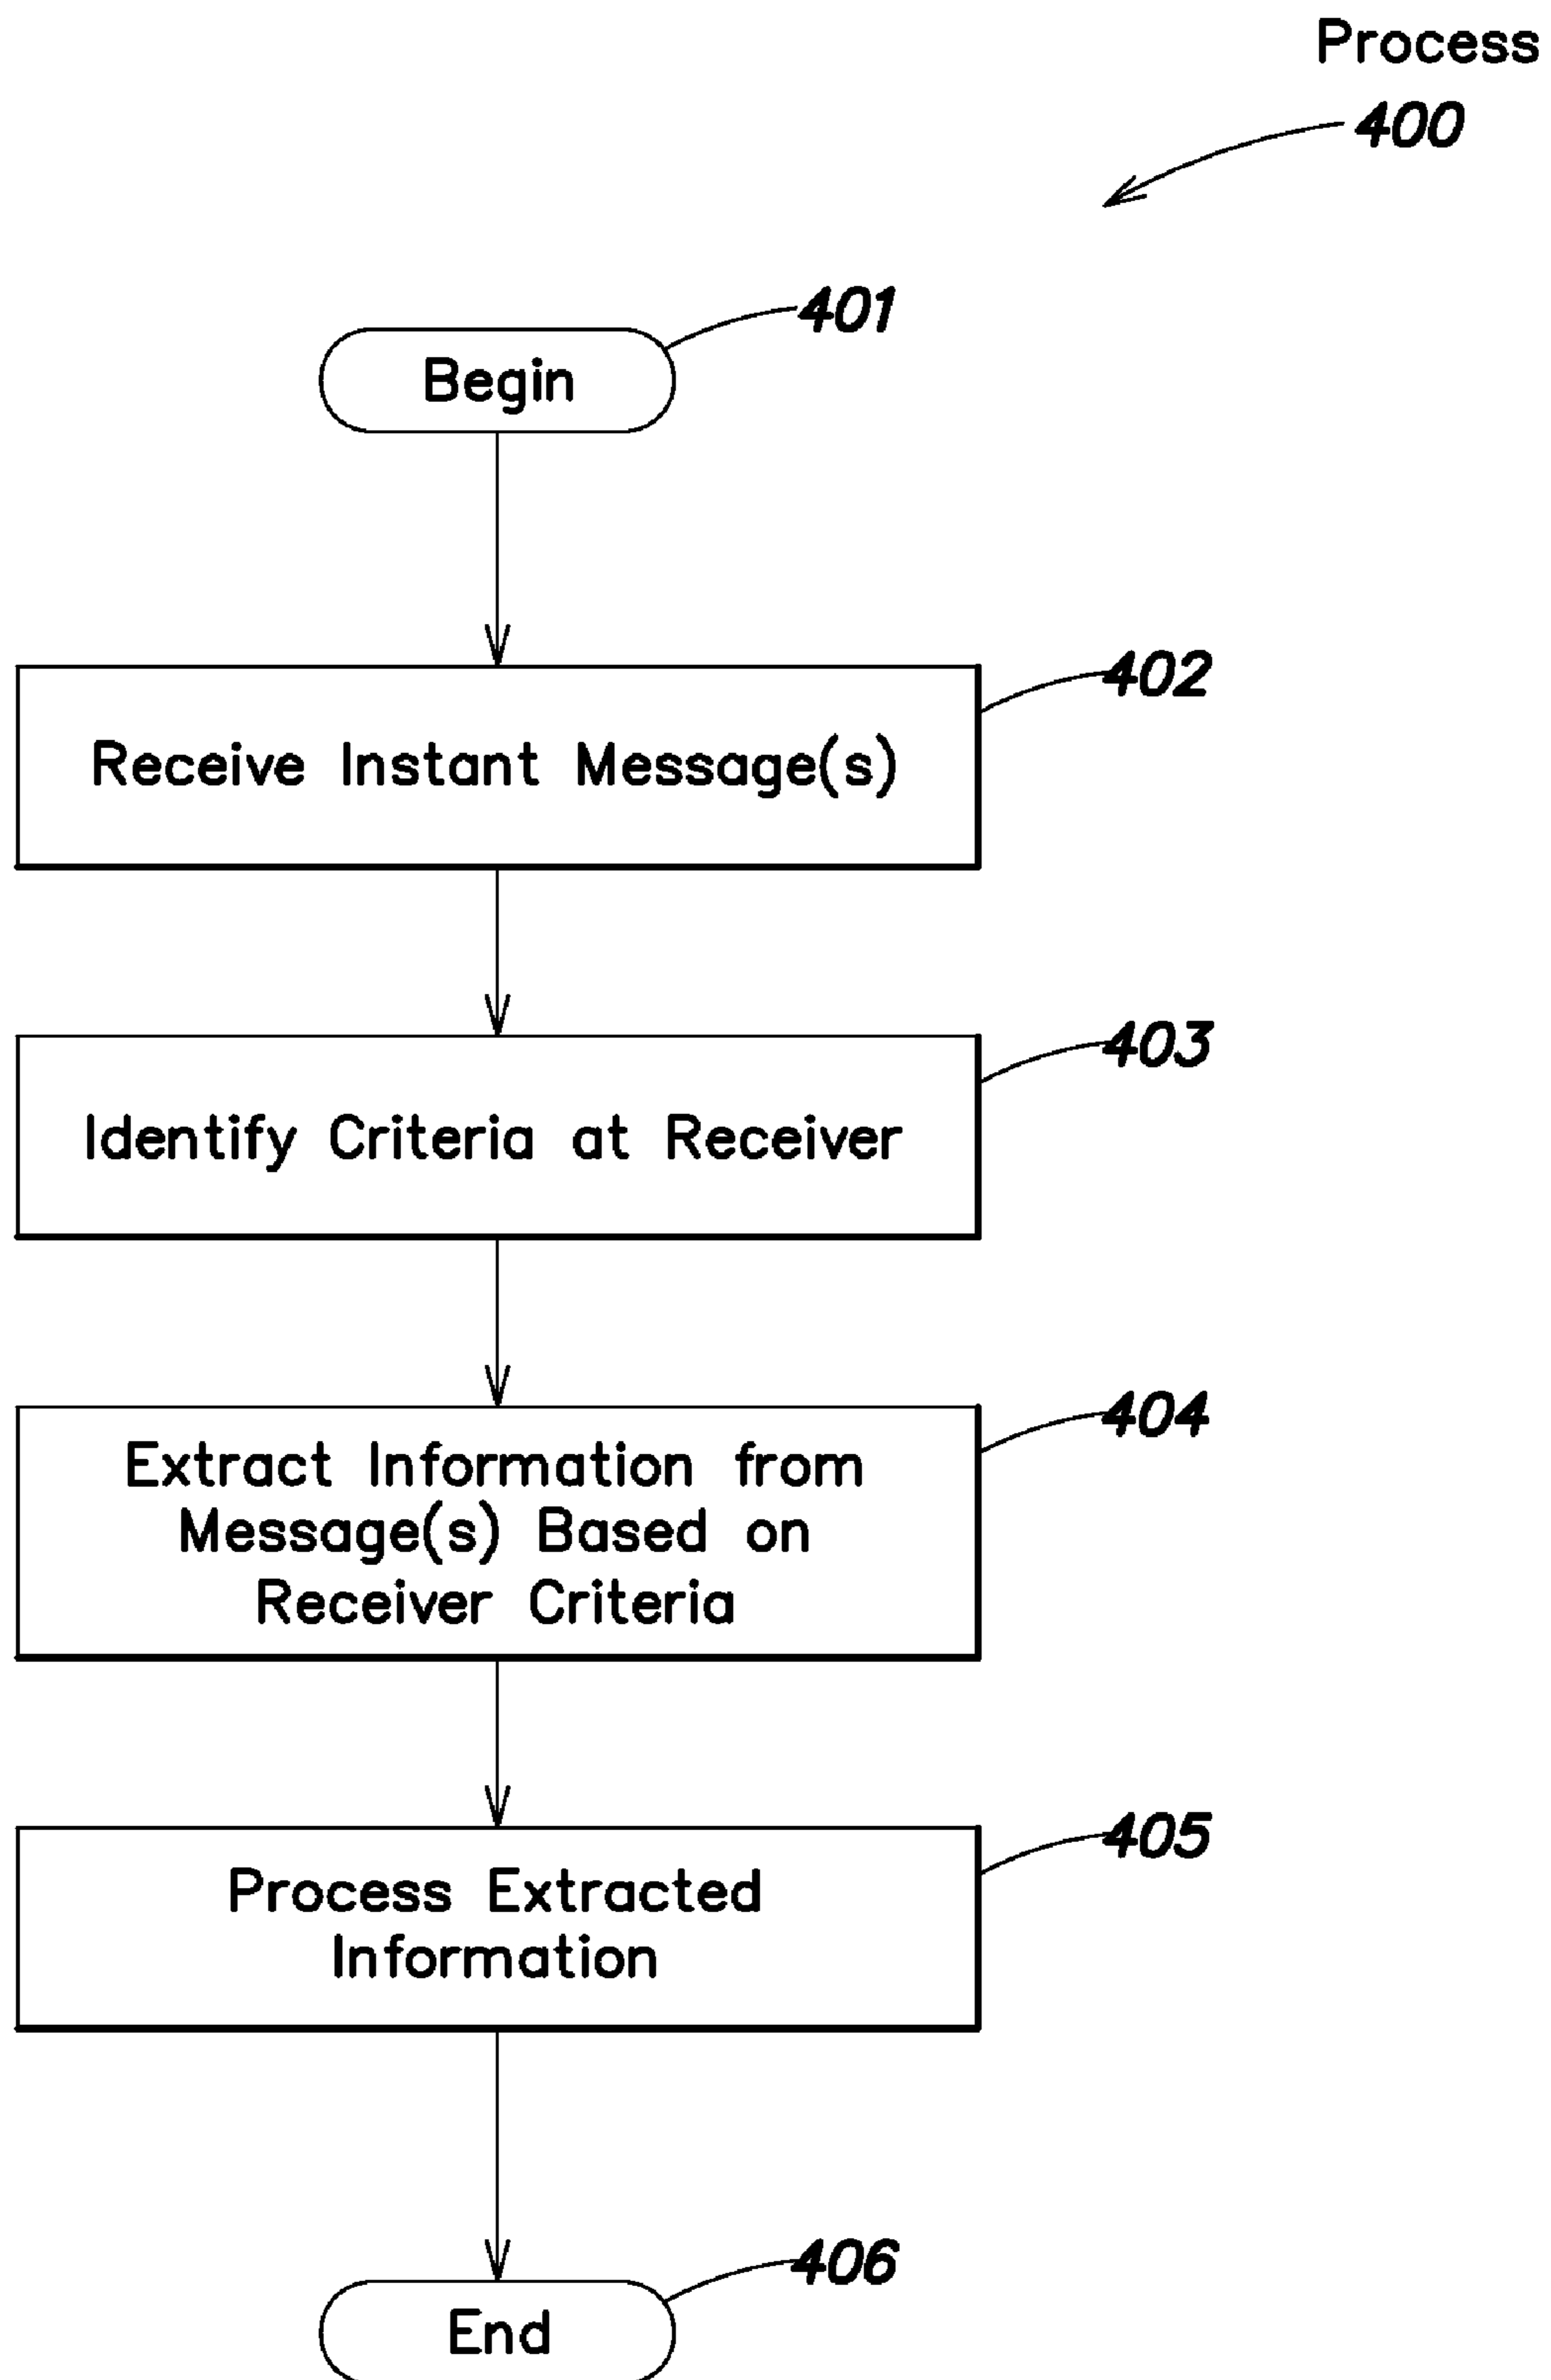 Process
400
401
Begin
402
Receive Instant Message(s)
403
Identify Criteria at Receiver
404
Extract Information from
Message(s) Based on
Receiver Criteria
405
Process Extracted
Information
406
End